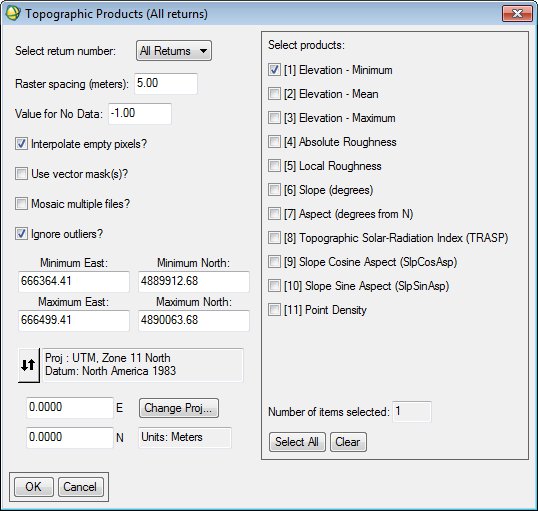 Topographic Products (All returns)
Select return number: All Returns
Raster spacing (meters): 5.00
Value for No Data: -1.00
Interpolate empty pixels?
Use vector mask(s)?
Mosaic multiple files?
Ignore outliers?
Minimum East: Minimum North:
666364.41 4889912.68
Maximum East: Maximum North:
666499.41 4890063.68
Proj : UTM, Zone 11 North
Datum: North America 1983
0.0000 E Change Proj...
0.0000 N Units: Meters
OK Cancel
Select products:
[1] Elevation - Minimum
[2] Elevation - Mean
[3] Elevation - Maximum
[4] Absolute Roughness
[5] Local Roughness
[6] Slope (degrees)
[7] Aspect (degrees from N)
[8] Topographic Solar-Radiation Index (TRASP)
[9] Slope Cosine Aspect (SlpCosAsp)
[10] Slope Sine Aspect (SlpSinAsp)
[11] Point Density
Number of items selected: 1
Select All Clear